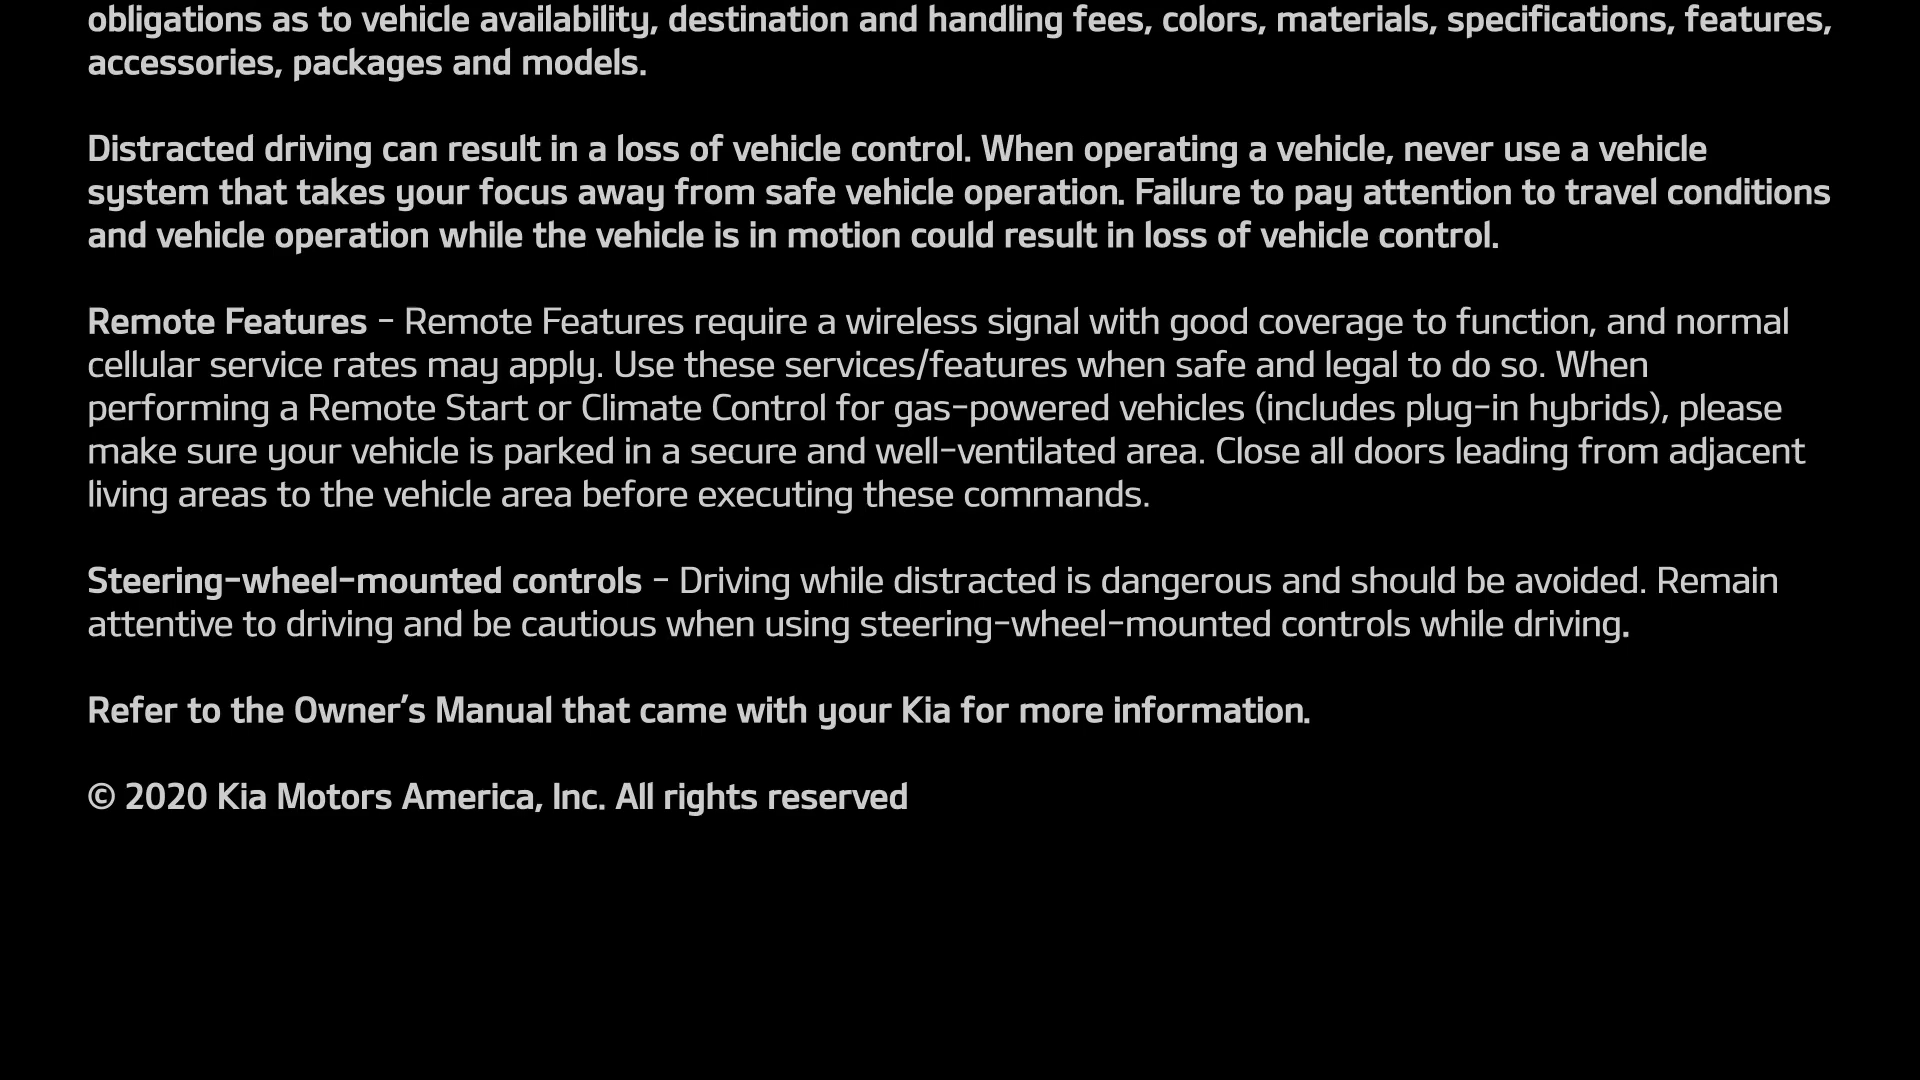 obligations as to vehicle availability, destination and handling fees, colors, materials, specifications, features,
accessories, packages and models.
Distracted driving can result in a loss of vehicle control. When operating a vehicle, never use a vehicle
system that takes your focus away from safe vehicle operation. Failure to pay attention to travel conditions
and vehicle operation while the vehicle is in motion could result in loss of vehicle control.
Remote Features - Remote Features require a wireless signal with good coverage to function, and normal
cellular service rates may apply. Use these services/features when safe and legal to do so. When
performing a Remote Start or Climate Control for gas-powered vehicles (includes plug-in hybrids), please
make sure your vehicle is parked in a secure and well-ventilated area. Close all doors leading from adjacent
living areas to the vehicle area before executing these commands.
Steering-wheel-mounted controls - Driving while distracted is dangerous and should be avoided. Remain
attentive to driving and be cautious when using steering-wheel-mounted controls while driving.
Refer to the Owner’s Manual that came with your Kia for more information.
© 2020 Kia Motors America, Inc. All rights reserved